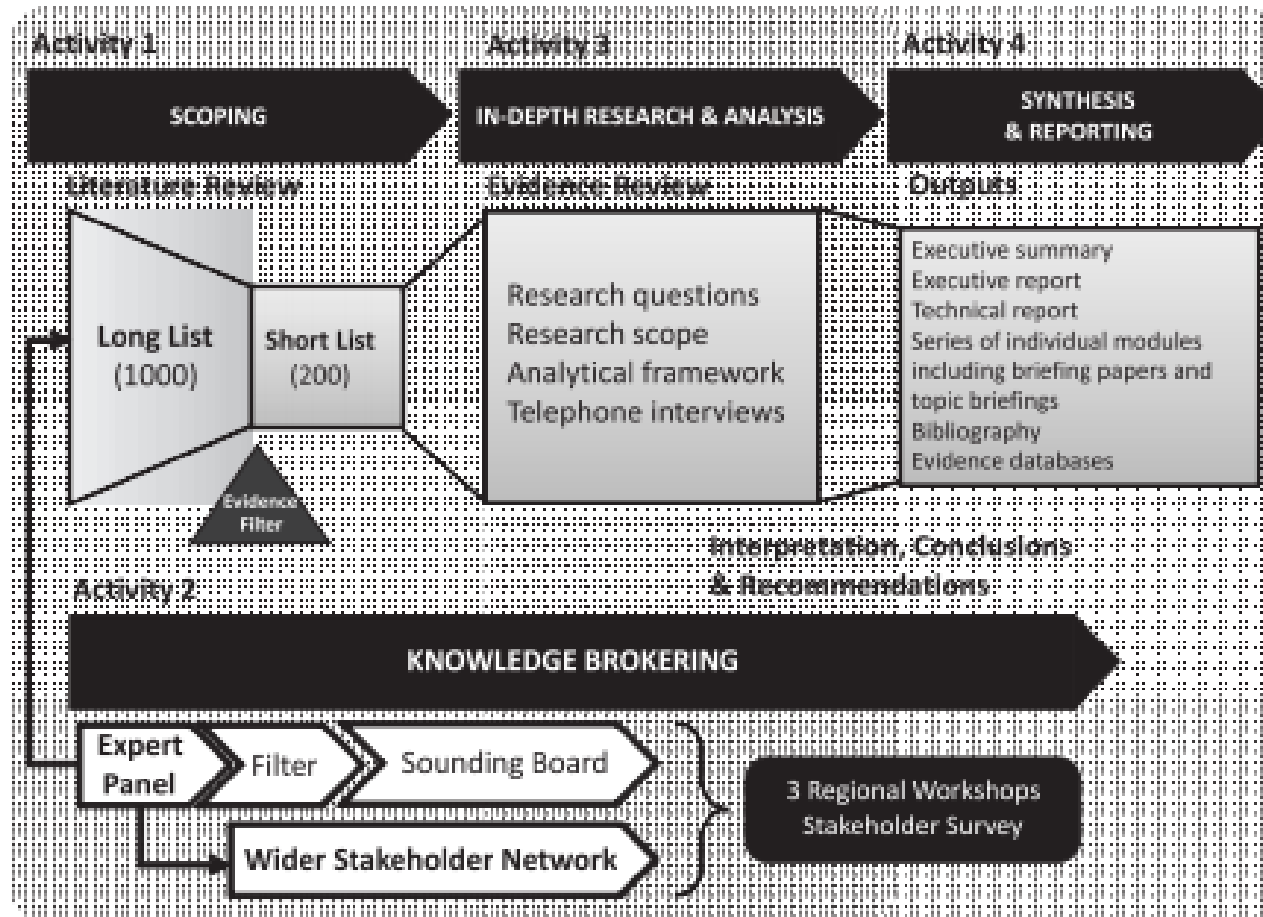 Activity 1
SCOPING
Literature Review
Long List
(1000)
Short List
(200)
Evidence
Filter
Activity 3
IN-DEPTH RESEARCH & ANALYSIS
Evidence Review
Research questions
Research scope
Analytical framework
Telephone interviews
Activity 4
SYNTHESIS
& REPORTING
Outputs
Executive summary
Executive report
Technical report
Series of individual modules
including briefing papers and
topic briefings
Bibliography
Evidence databases
Interpretation, Conclusions
& Recommendations
Activity 2
KNOWLEDGE BROKERING
Expert
Panel
Filter
Sounding Board
Wider Stakeholder Network
3 Regional Workshops
Stakeholder Survey